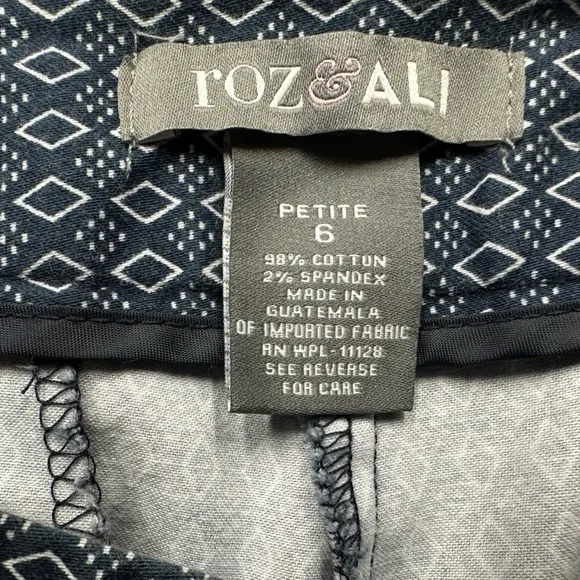 roz & ALI
PETITE
6
98% COTTON
2% SPANDEX
MADE IN
GUATEMALA
OF IMPORTED FABRIC
RN WPL-11128
SEE REVERSE
FOR CARE